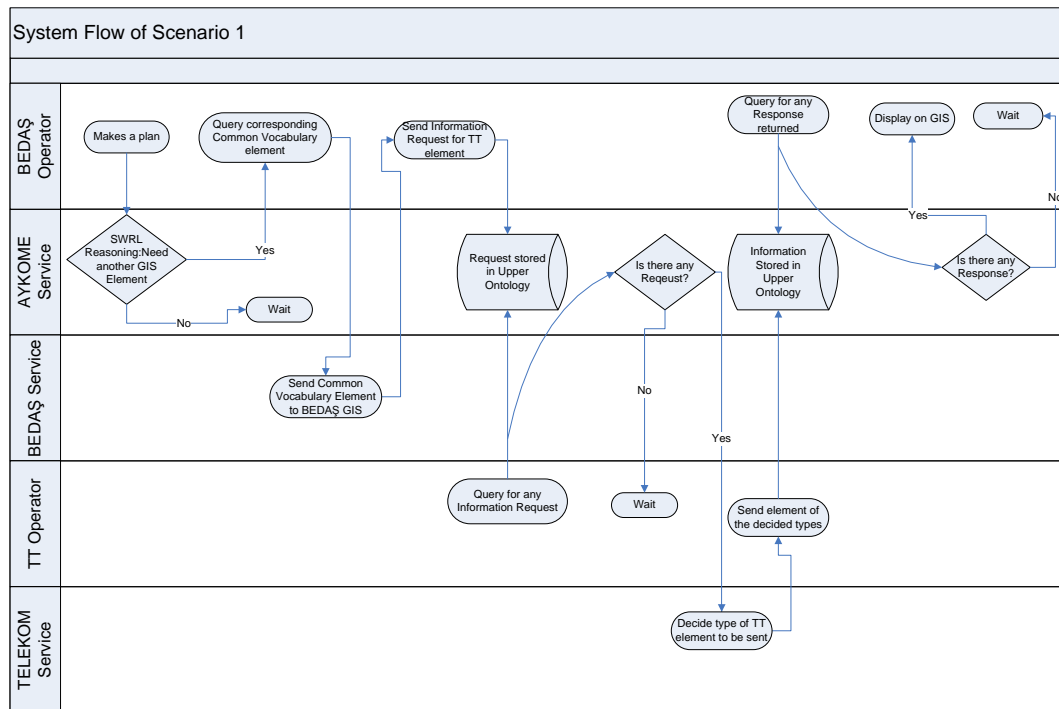 System Flow of Scenario 1
BEDAŞ
Operator
Makes a plan
Query corresponding
Common Vocabulary
element
Send Information
Request for TT
element
Query for any
Response
returned
Display on GIS
Wait
AYKOME
Service
SWRL
Reasoning:Need
another GIS
Element
Yes
No
Wait
Request stored
in Upper
Ontology
Is there any
Reqeust?
Information
Stored in
Upper
Ontology
Yes
No
Is there any
Response?
BEDAŞ Service
Send Common
Vocabulary Element
to BEDAŞ GIS
No
Yes
TT Operator
Query for any
Information Request
Wait
Send element of
the decided types
TELEKOM
Service
Decide type of TT
element to be sent